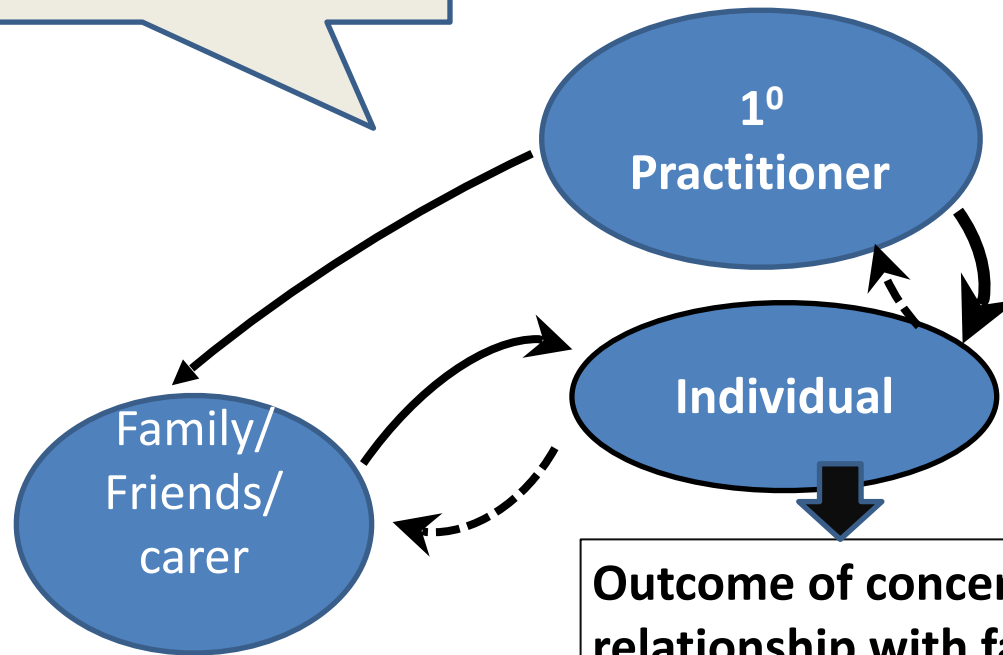 1⁰
Practitioner
Individual
Family/
Friends/
carer
Outcome of concer
relationship with fa